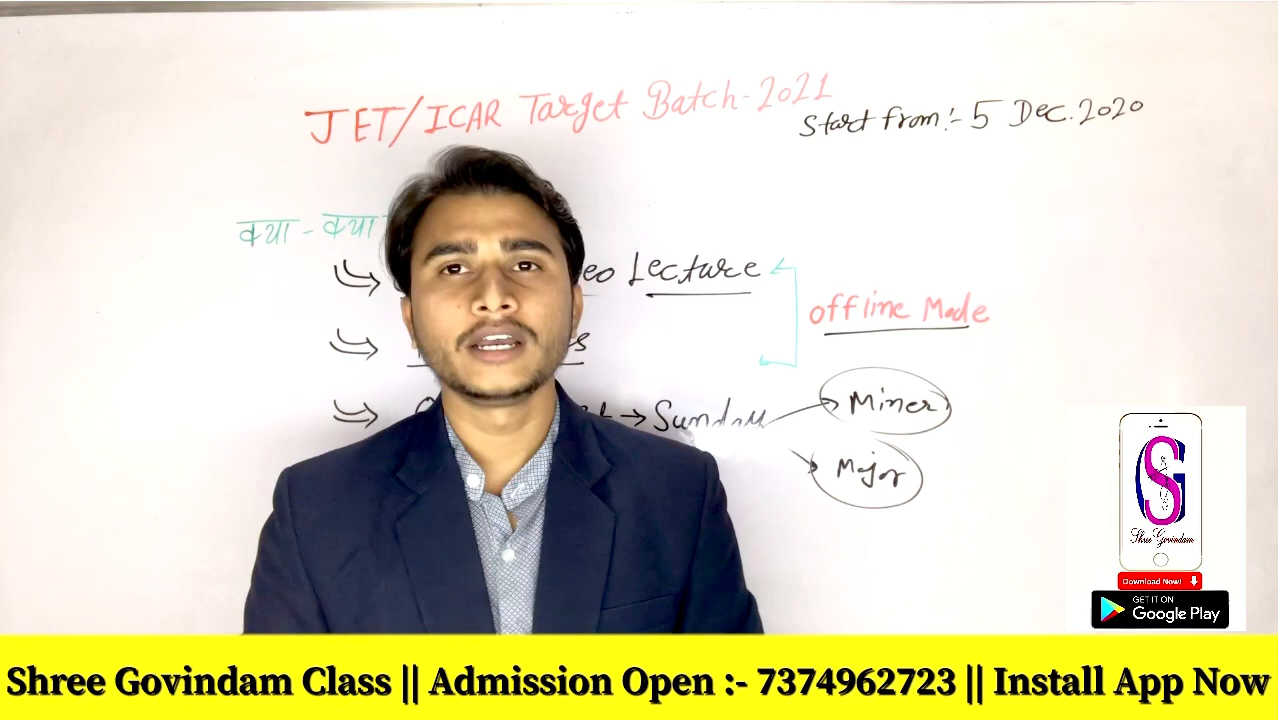 JET/ICAR Target Batch-2021
Start from:- 5 Dec. 2020
क्या - क्या
Lecture
offline Mode
→ Sunday
Miner
Major
SG
Shree Govindam
Download Now!
GET IT ON
Google Play
Shree Govindam Class || Admission Open :- 7374962723 || Install App Now